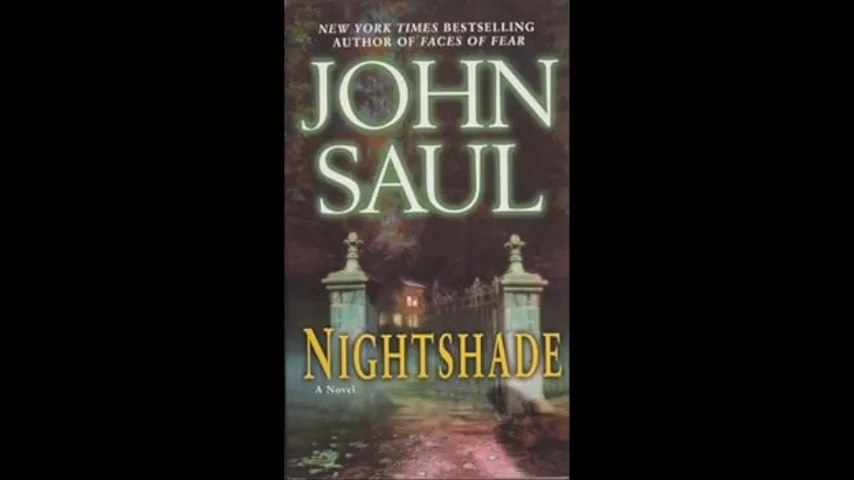 NEW YORK TIMES BESTSELLING
AUTHOR OF FACES OF FEAR
JOHN
SAUL
NIGHTSHADE
A Novel